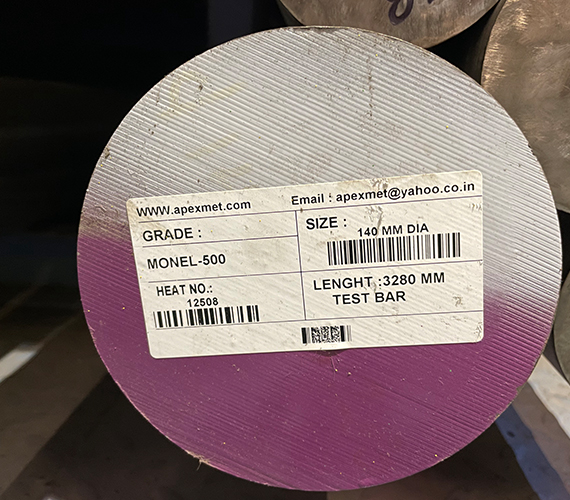 WWW.apexmet.com Email : apexmet@yahoo.co.in
GRADE :
MONEL-500
SIZE :
140 MM DIA
HEAT NO.:
12508
LENGHT :3280 MM
TEST BAR